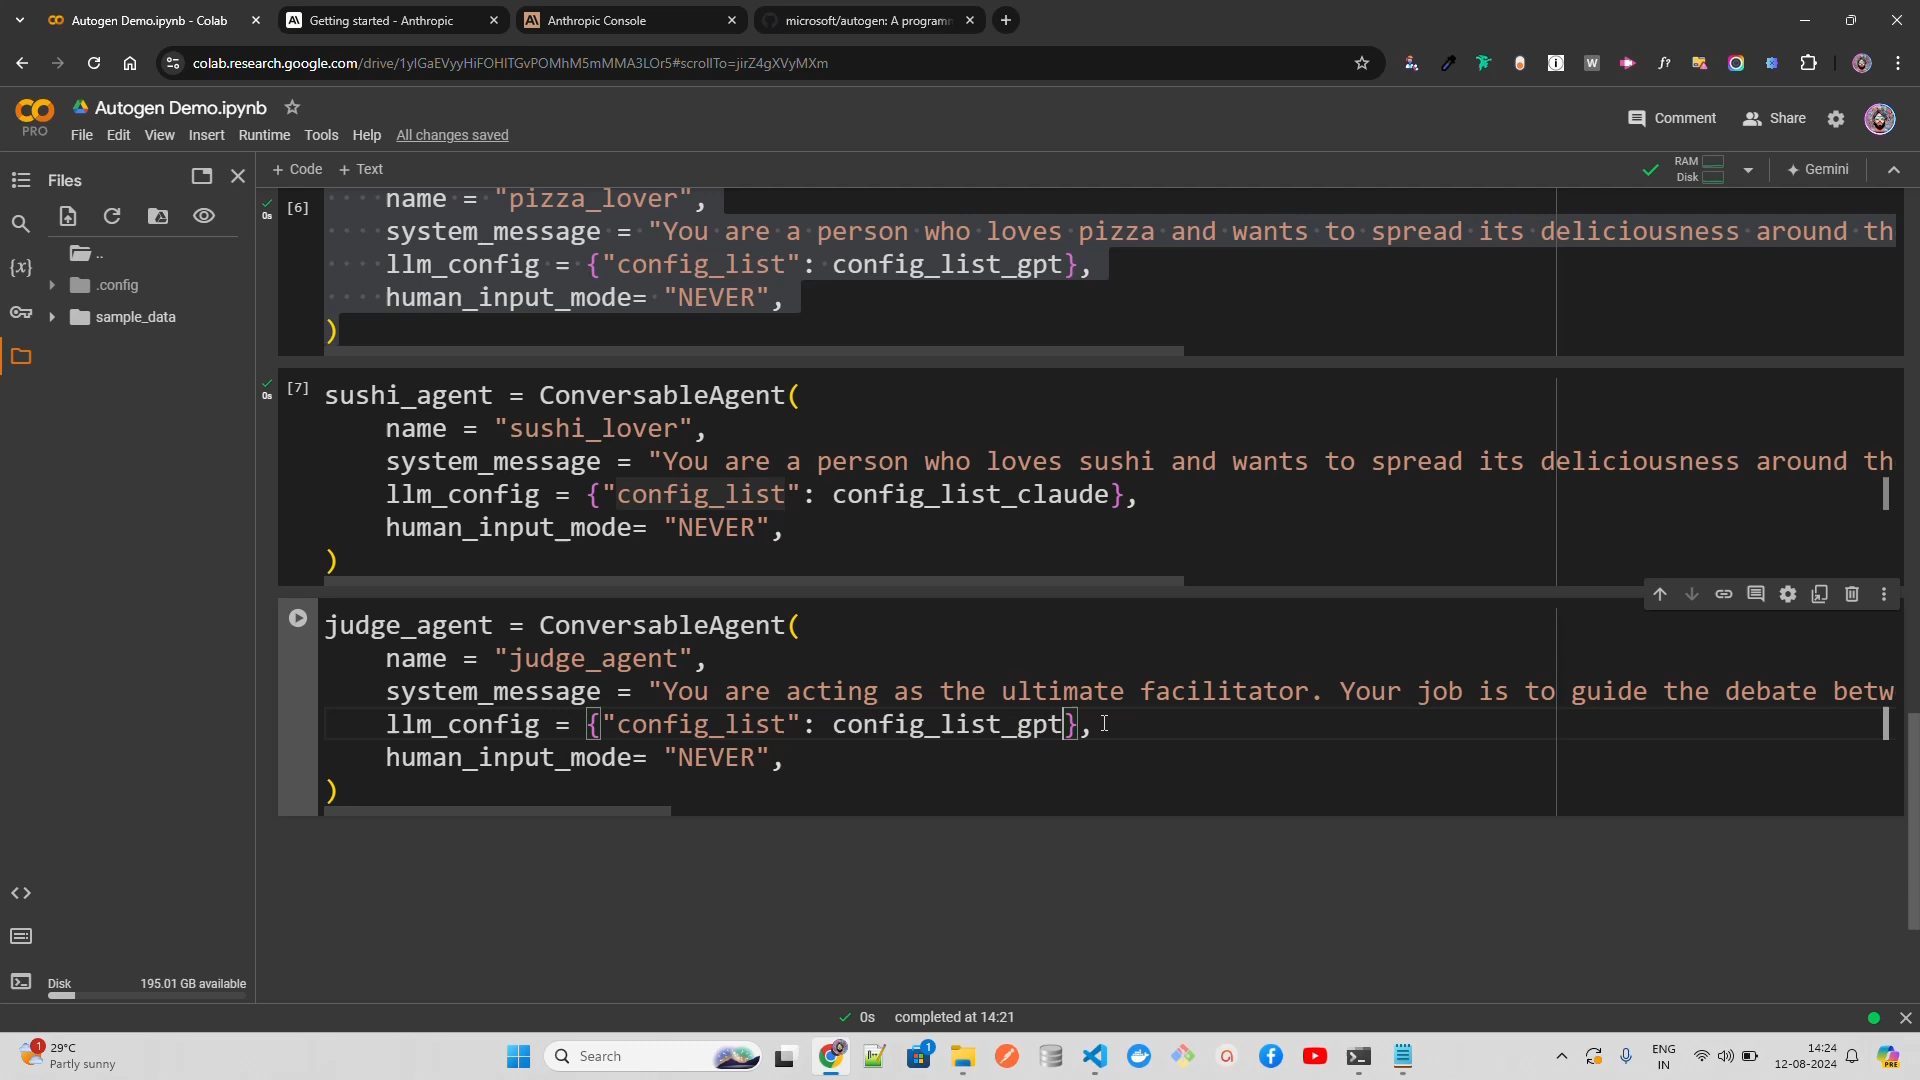 Autogen Demo.ipynb - Colab
Getting started - Anthropic
Anthropic Console
microsoft/autogen: A programm
colab.research.google.com/drive/1ylGaEVyyHiFOHlTGvPOMhM5mMMA3LOr5#scrollTo=jirZ4gXVyMXm
Autogen Demo.ipynb
PRO
File Edit View Insert Runtime Tools Help All changes saved
Comment
Share
Files
+ Code + Text
RAM
Disk
Gemini
..
.config
sample_data
[6]
0s
name = "pizza_lover",
system_message = "You are a person who loves pizza and wants to spread its deliciousness around th
llm_config = {"config_list": config_list_gpt},
human_input_mode= "NEVER",
)
[7]
0s
sushi_agent = ConversableAgent(
name = "sushi_lover",
system_message = "You are a person who loves sushi and wants to spread its deliciousness around th
llm_config = {"config_list": config_list_claude},
human_input_mode= "NEVER",
)
judge_agent = ConversableAgent(
name = "judge_agent",
system_message = "You are acting as the ultimate facilitator. Your job is to guide the debate betw
llm_config = {"config_list": config_list_gpt},
human_input_mode= "NEVER",
)
Disk 195.01 GB available
0s completed at 14:21
1
29°C
Partly sunny
Search
1
ENG
IN
14:24
12-08-2024
PRE